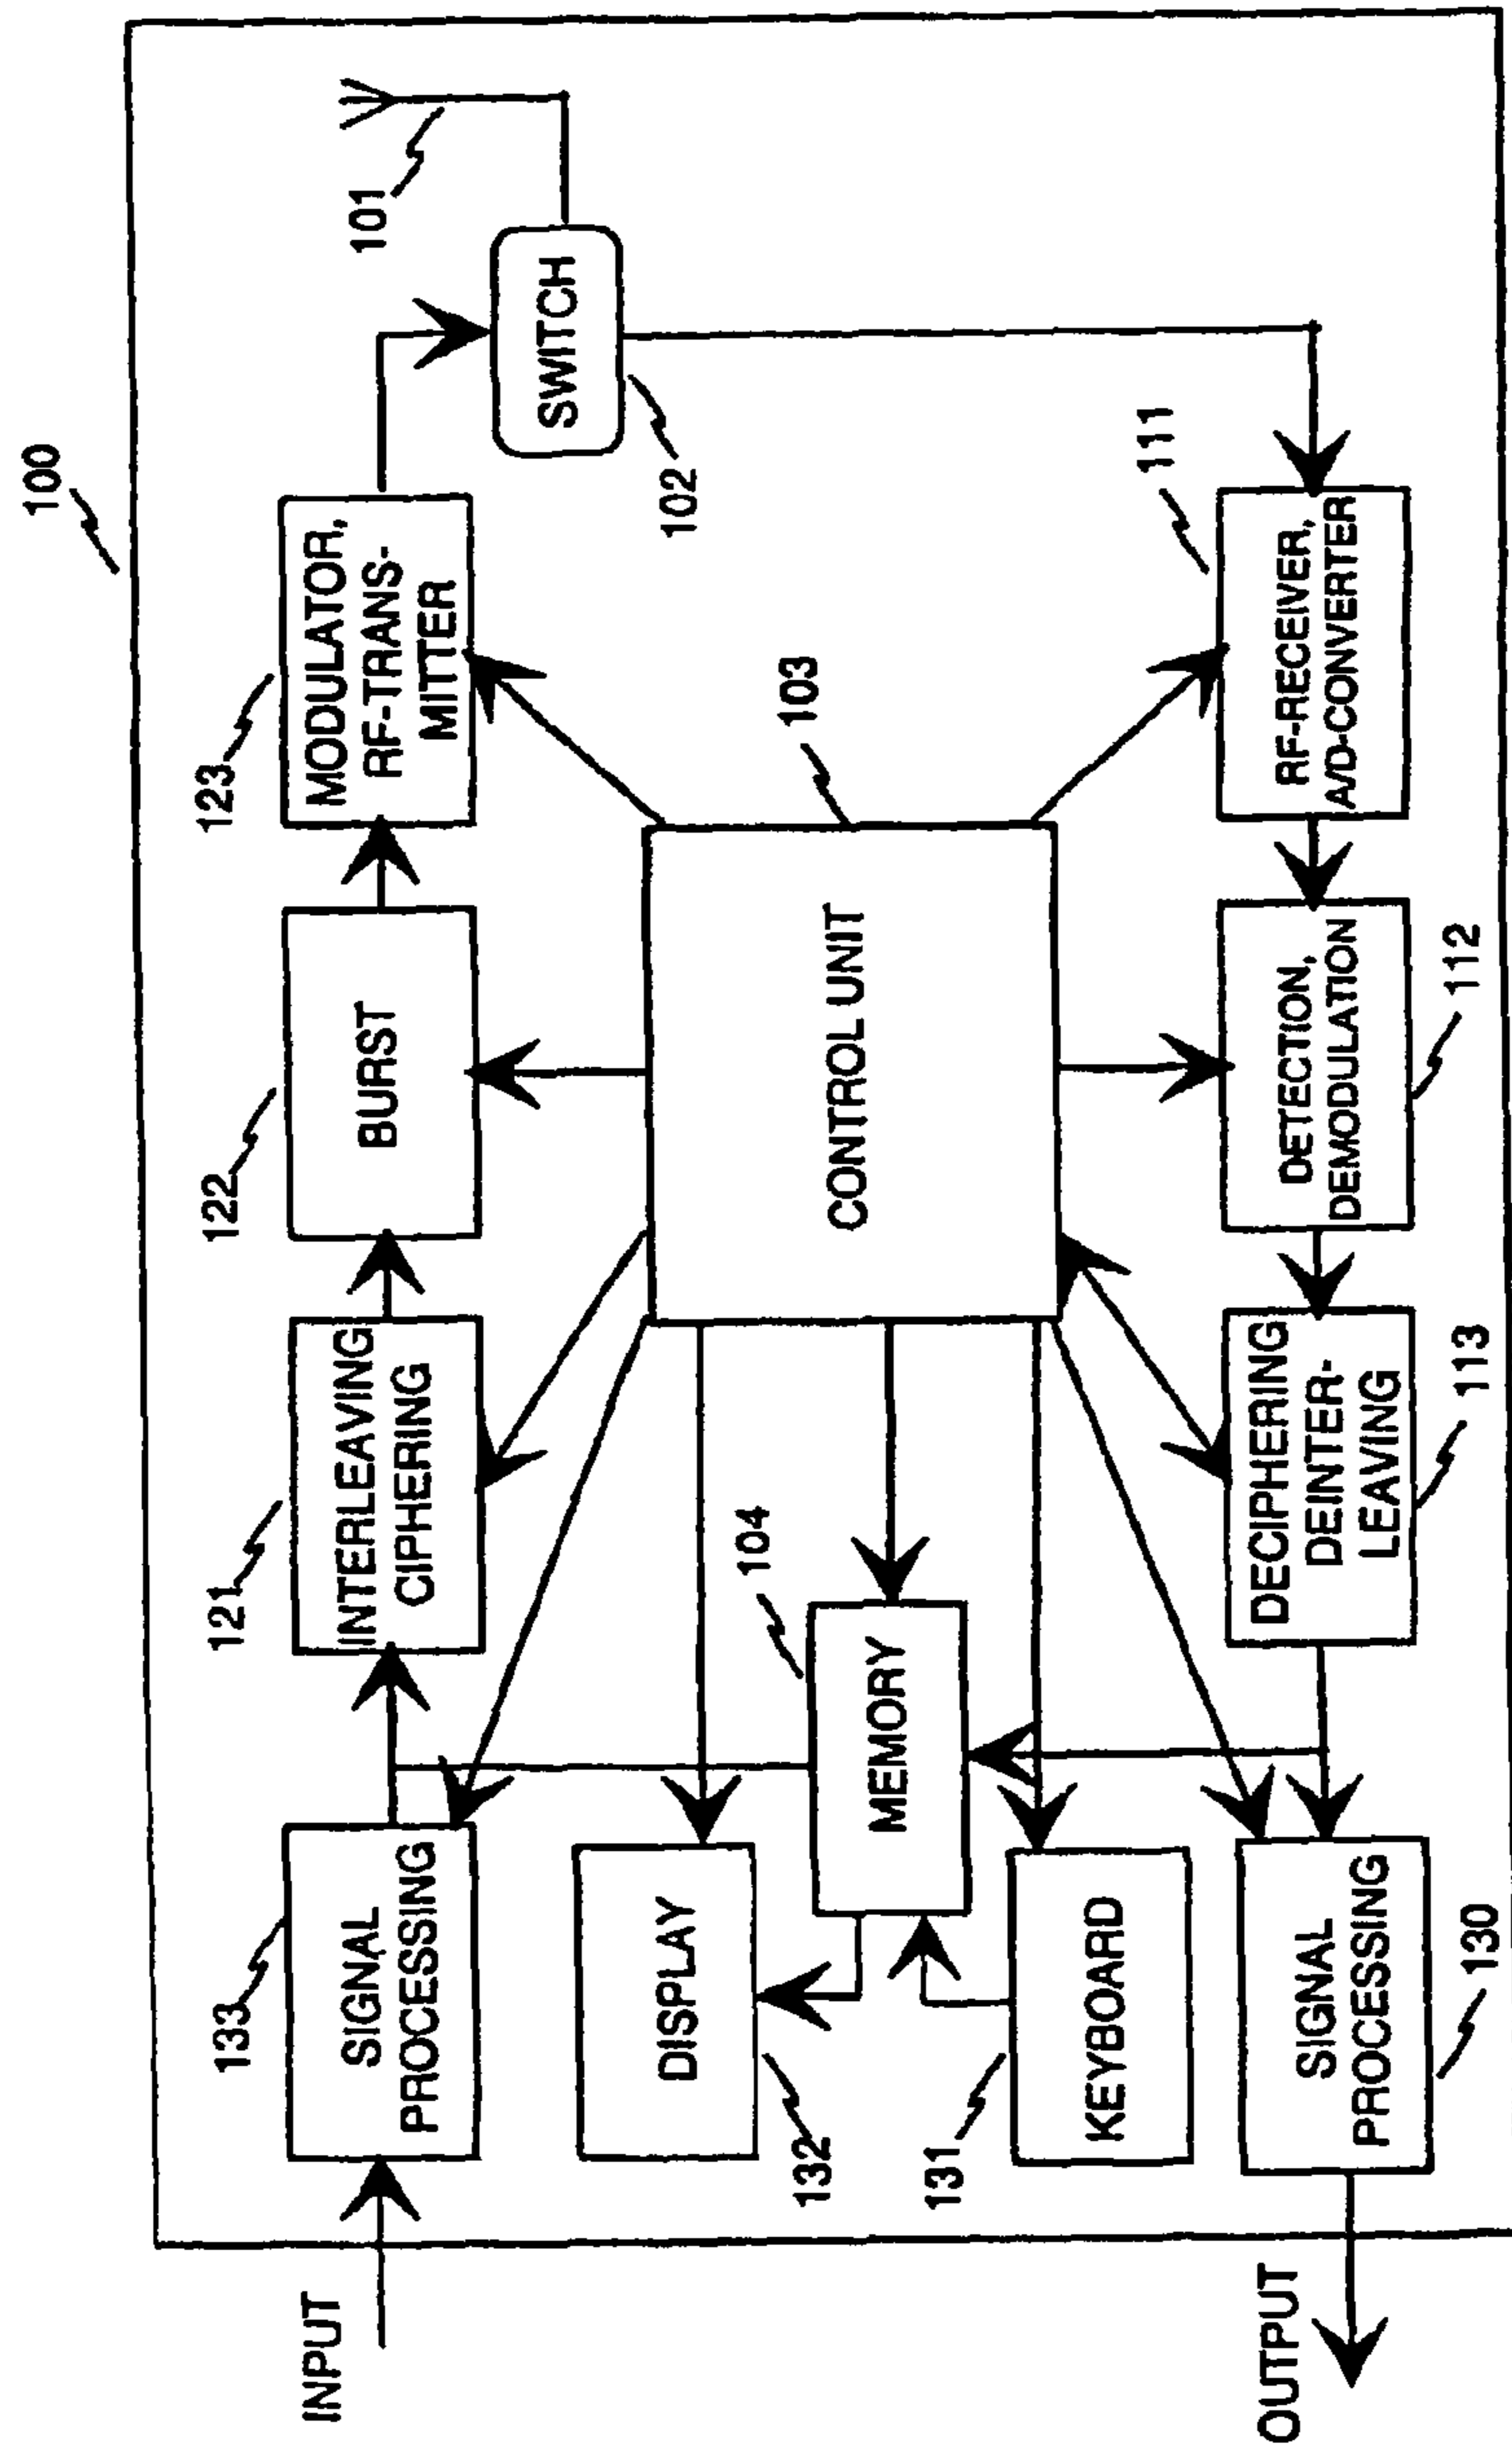 100
133
SIGNAL
PROCESSING
121
INTERLEAVING
CIPHERING
122
BURST
123
MODULATOR,
RF-TRANS-
MITTER
101
SWITCH
102
INPUT
DISPLAY
132
104
MEMORY
103
CONTROL UNIT
131
KEYBOARD
111
RF-RECEIVER,
A/D-CONVERTER
DETECTION,
DEMODULATION
112
DECIPHERING
DEINTER-
LEAVING
113
SIGNAL
PROCESSING
130
OUTPUT